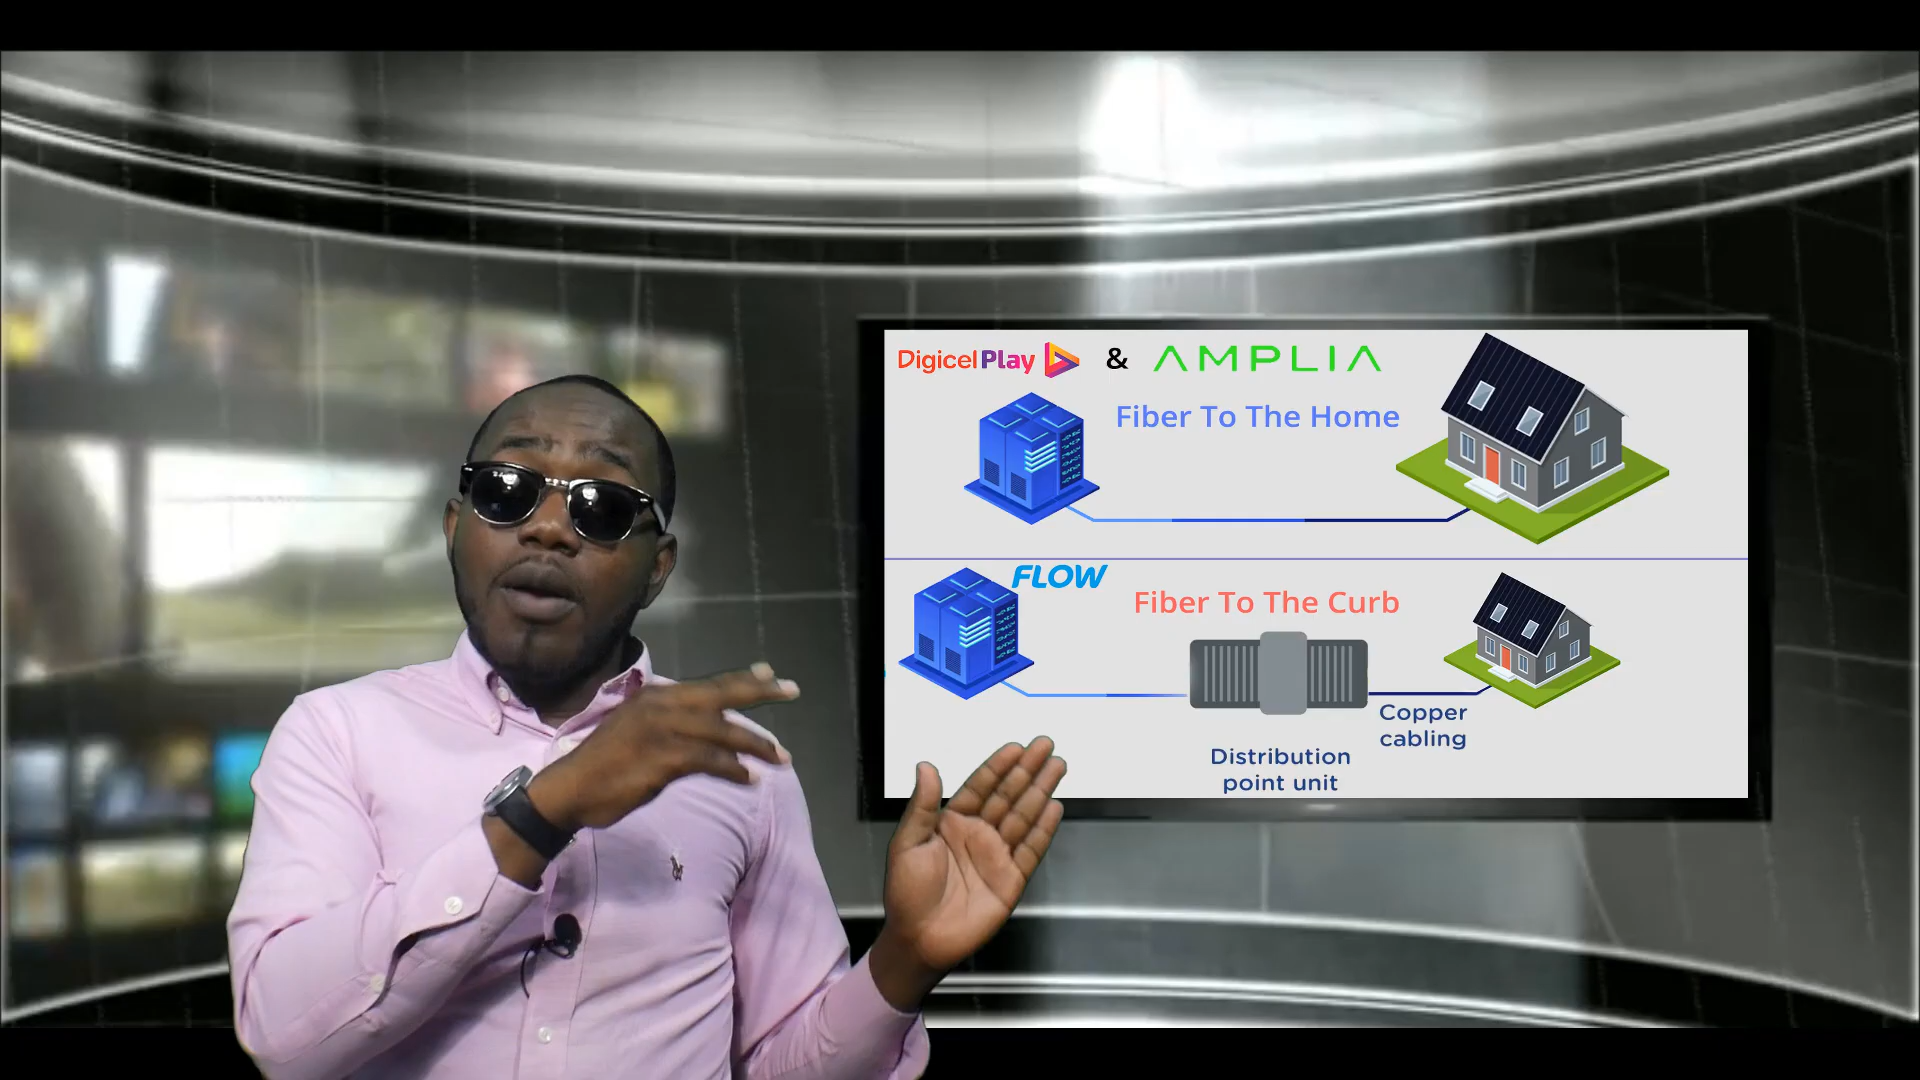 DigicelPlay & AMPLIA
Fiber To The Home
FLOW
Fiber To The Curb
Copper
cabling
Distribution
point unit